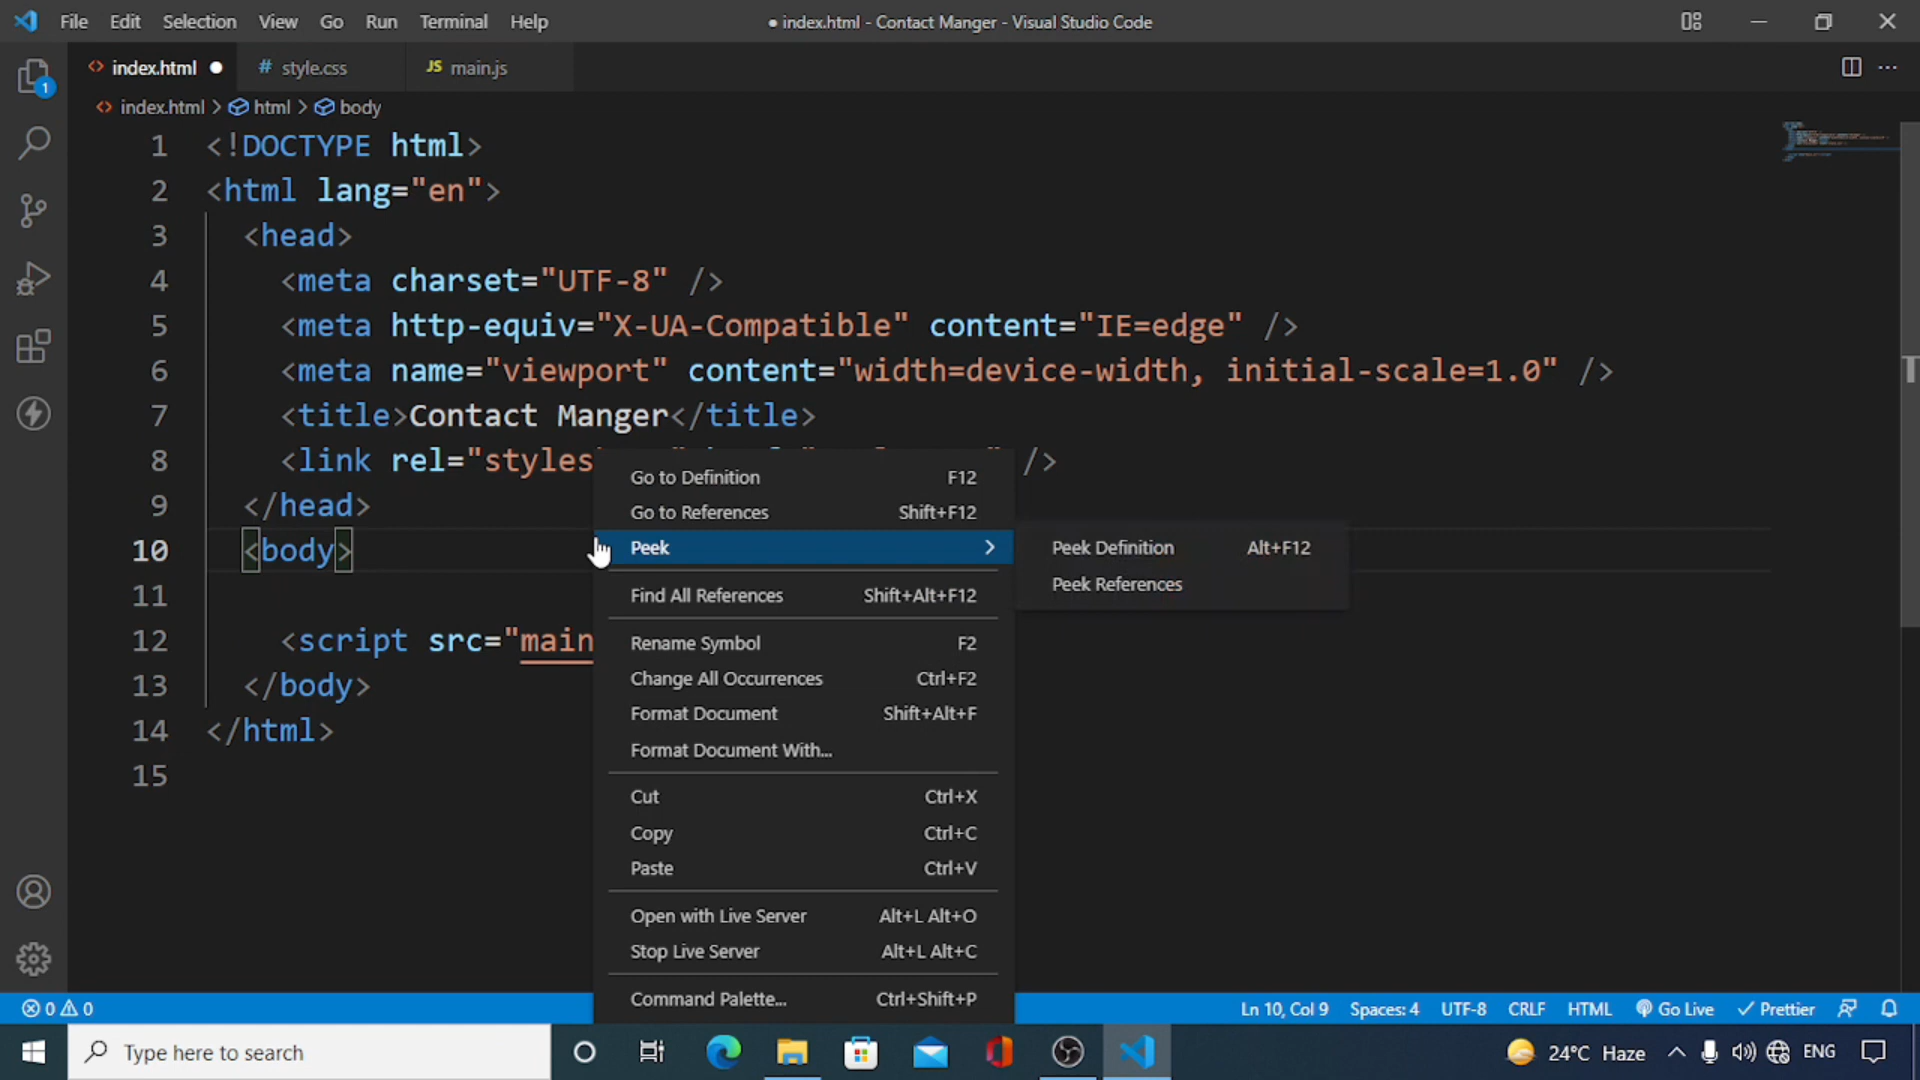 File Edit Selection View Go Run Terminal Help
● index.html - Contact Manger - Visual Studio Code
index.html
# style.css
JS main.js
1
index.html > html > body
1 <!DOCTYPE html>
2 <html lang="en">
3 <head>
4 <meta charset="UTF-8" />
5 <meta http-equiv="X-UA-Compatible" content="IE=edge" />
6 <meta name="viewport" content="width=device-width, initial-scale=1.0" />
7 <title>Contact Manger</title>
8 <link rel="styles />
9 </head>
10 <body>
11
12 <script src="main
13 </body>
14 </html>
15
Go to Definition F12
Go to References Shift+F12
Peek
Find All References Shift+Alt+F12
Rename Symbol F2
Change All Occurrences Ctrl+F2
Format Document Shift+Alt+F
Format Document With...
Cut Ctrl+X
Copy Ctrl+C
Paste Ctrl+V
Open with Live Server Alt+L Alt+O
Stop Live Server Alt+L Alt+C
Command Palette... Ctrl+Shift+P
Peek Definition Alt+F12
Peek References
0 0
Ln 10, Col 9 Spaces: 4 UTF-8 CRLF HTML Go Live Prettier
Type here to search
24°C Haze
ENG